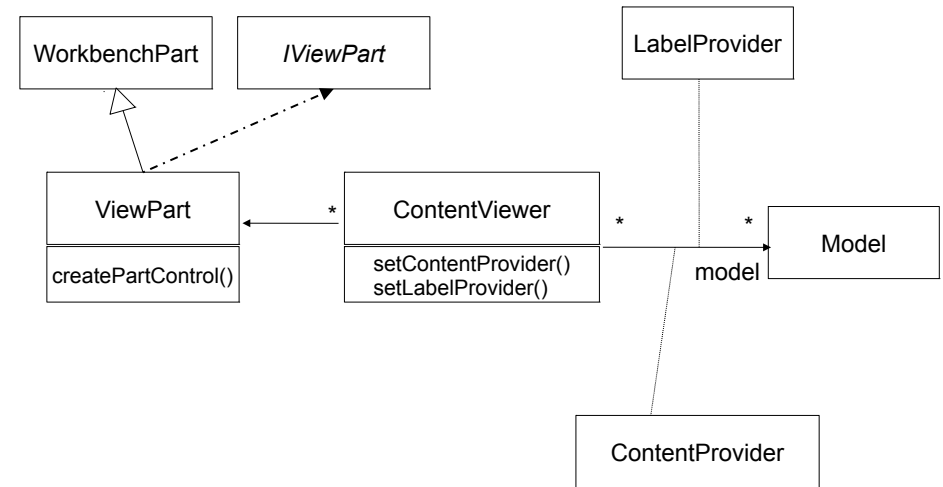 WorkbenchPart
IViewPart
LabelProvider
ViewPart
*
ContentViewer
*
*
Model
createPartControl()
setContentProvider()
setLabelProvider()
model
ContentProvider